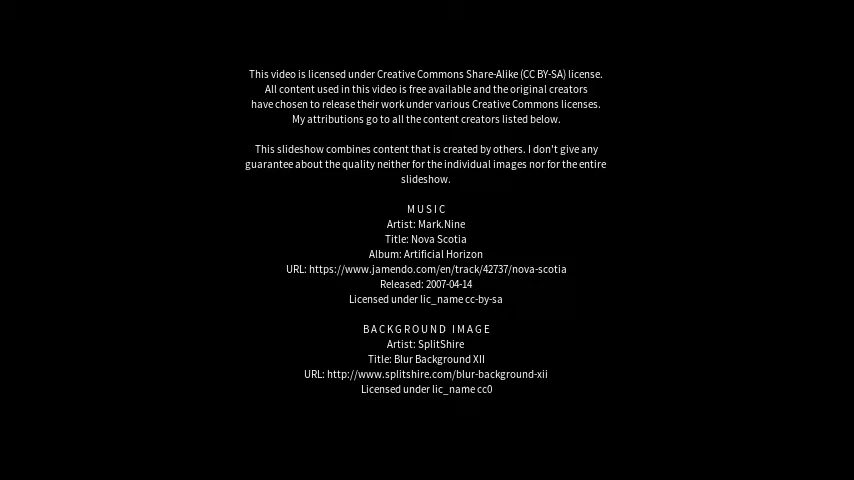 This video is licensed under Creative Commons Share-Alike (CC BY-SA) license.
All content used in this video is free available and the original creators
have chosen to release their work under various Creative Commons licenses.
My attributions go to all the content creators listed below.
This slideshow combines content that is created by others. I don't give any
guarantee about the quality neither for the individual images nor for the entire
slideshow.
MUSIC
Artist: Mark.Nine
Title: Nova Scotia
Album: Artificial Horizon
URL: https://www.jamendo.com/en/track/42737/nova-scotia
Released: 2007-04-14
Licensed under lic_name cc-by-sa
BACKGROUND IMAGE
Artist: SplitShire
Title: Blur Background XII
URL: http://www.splitshire.com/blur-background-xii
Licensed under lic_name cc0